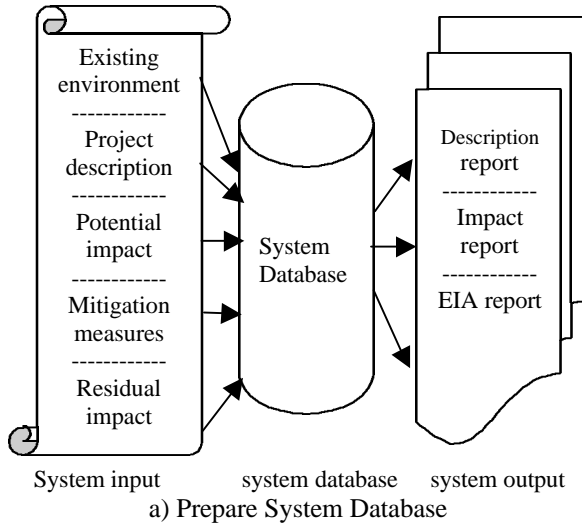 Existing
environment
-------------
Project
description
-------------
Potential
impact
-------------
Mitigation
measures
-------------
Residual
impact
System
Database
Description
report
-------------
Impact
report
-------------
EIA report
System input
system database
system output
a) Prepare System Database